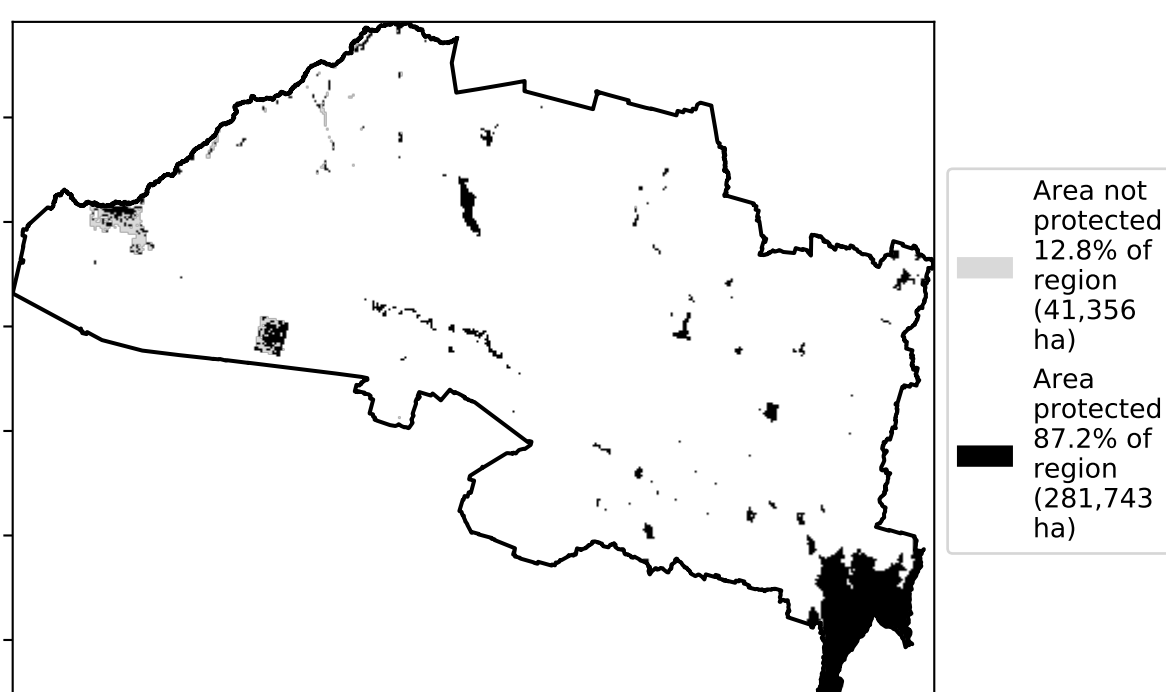 Area not
protected
12.8% of
region
(41,356
ha)
Area
protected
87.2% of
region
(281,743
ha)